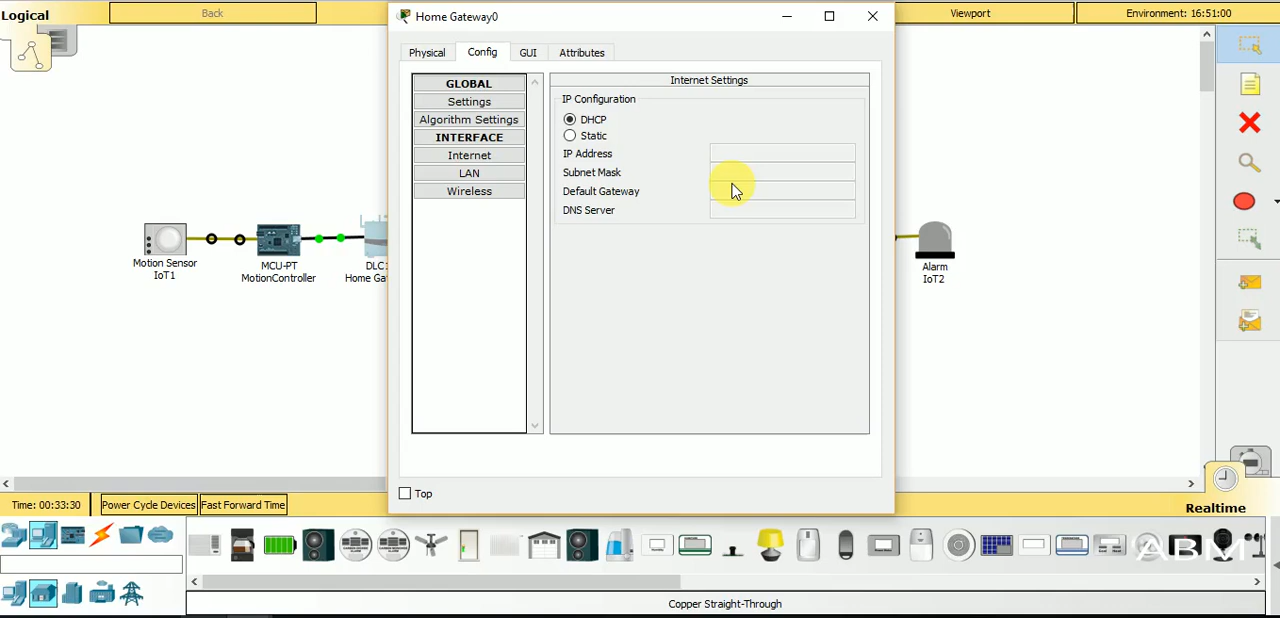 Logical
Back
Home Gateway0
Viewport
Environment: 16:51:00
Physical
Config
GUI
Attributes
GLOBAL
Settings
Algorithm Settings
INTERFACE
Internet
LAN
Wireless
Internet Settings
IP Configuration
DHCP
Static
IP Address
Subnet Mask
Default Gateway
DNS Server
Motion Sensor
IoT1
MCU-PT
MotionController
Home Ga
Alarm
IoT2
Top
Time: 00:33:30
Power Cycle Devices
Fast Forward Time
Realtime
ABM
Copper Straight-Through